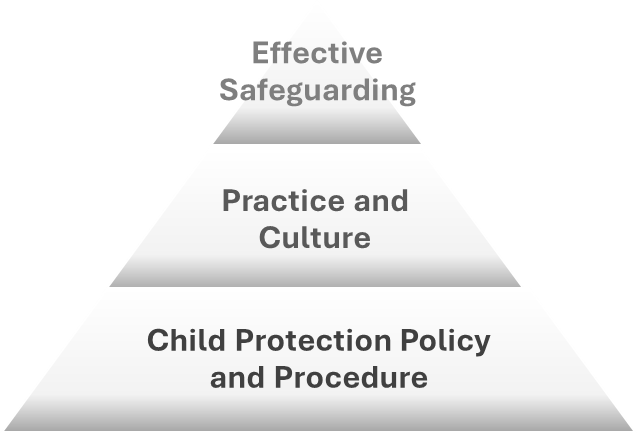 Effective
Safeguarding
Practice and
Culture
Child Protection Policy
and Procedure